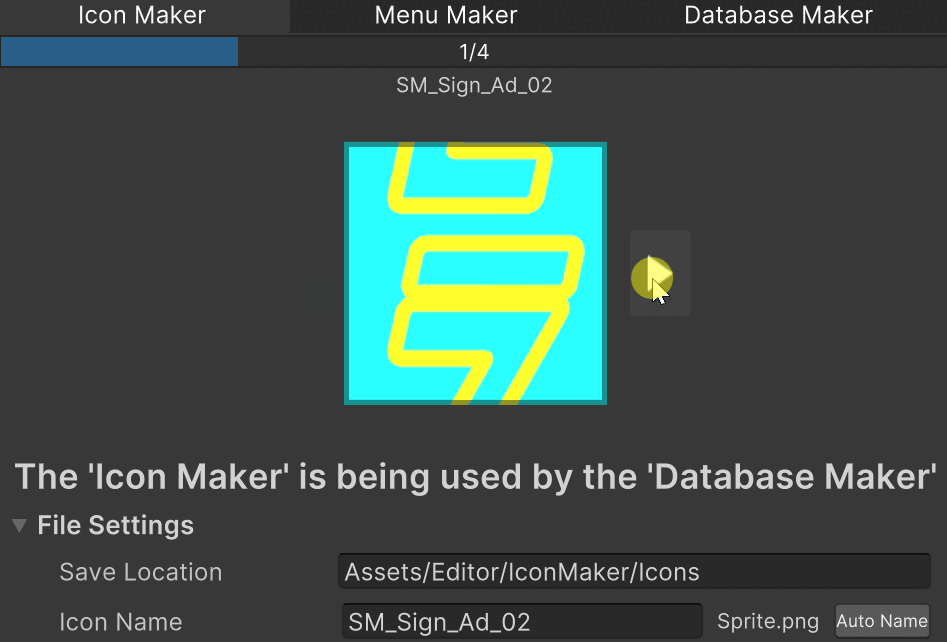 Icon Maker Menu Maker Database Maker
1/4
SM_Sign_Ad_02
The 'Icon Maker' is being used by the 'Database Maker'
File Settings
Save Location Assets/Editor/IconMaker/Icons
Icon Name SM_Sign_Ad_02 Sprite.png Auto Name